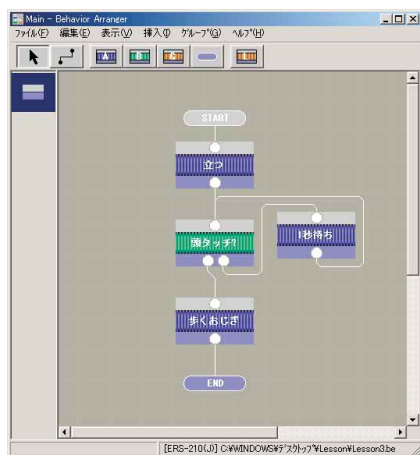 Main - Behavior Arranger
ファイル(F) 編集(E) 表示(V) 挿入(I) グループ(G) ヘルプ(H)
A B C E
START
立つ
頭タッチ?
1秒待ち
歩くおじぎ
END
[ERS-210(J)] C:¥WINDOWS¥デスクトップ¥Lesson¥Lesson3.be